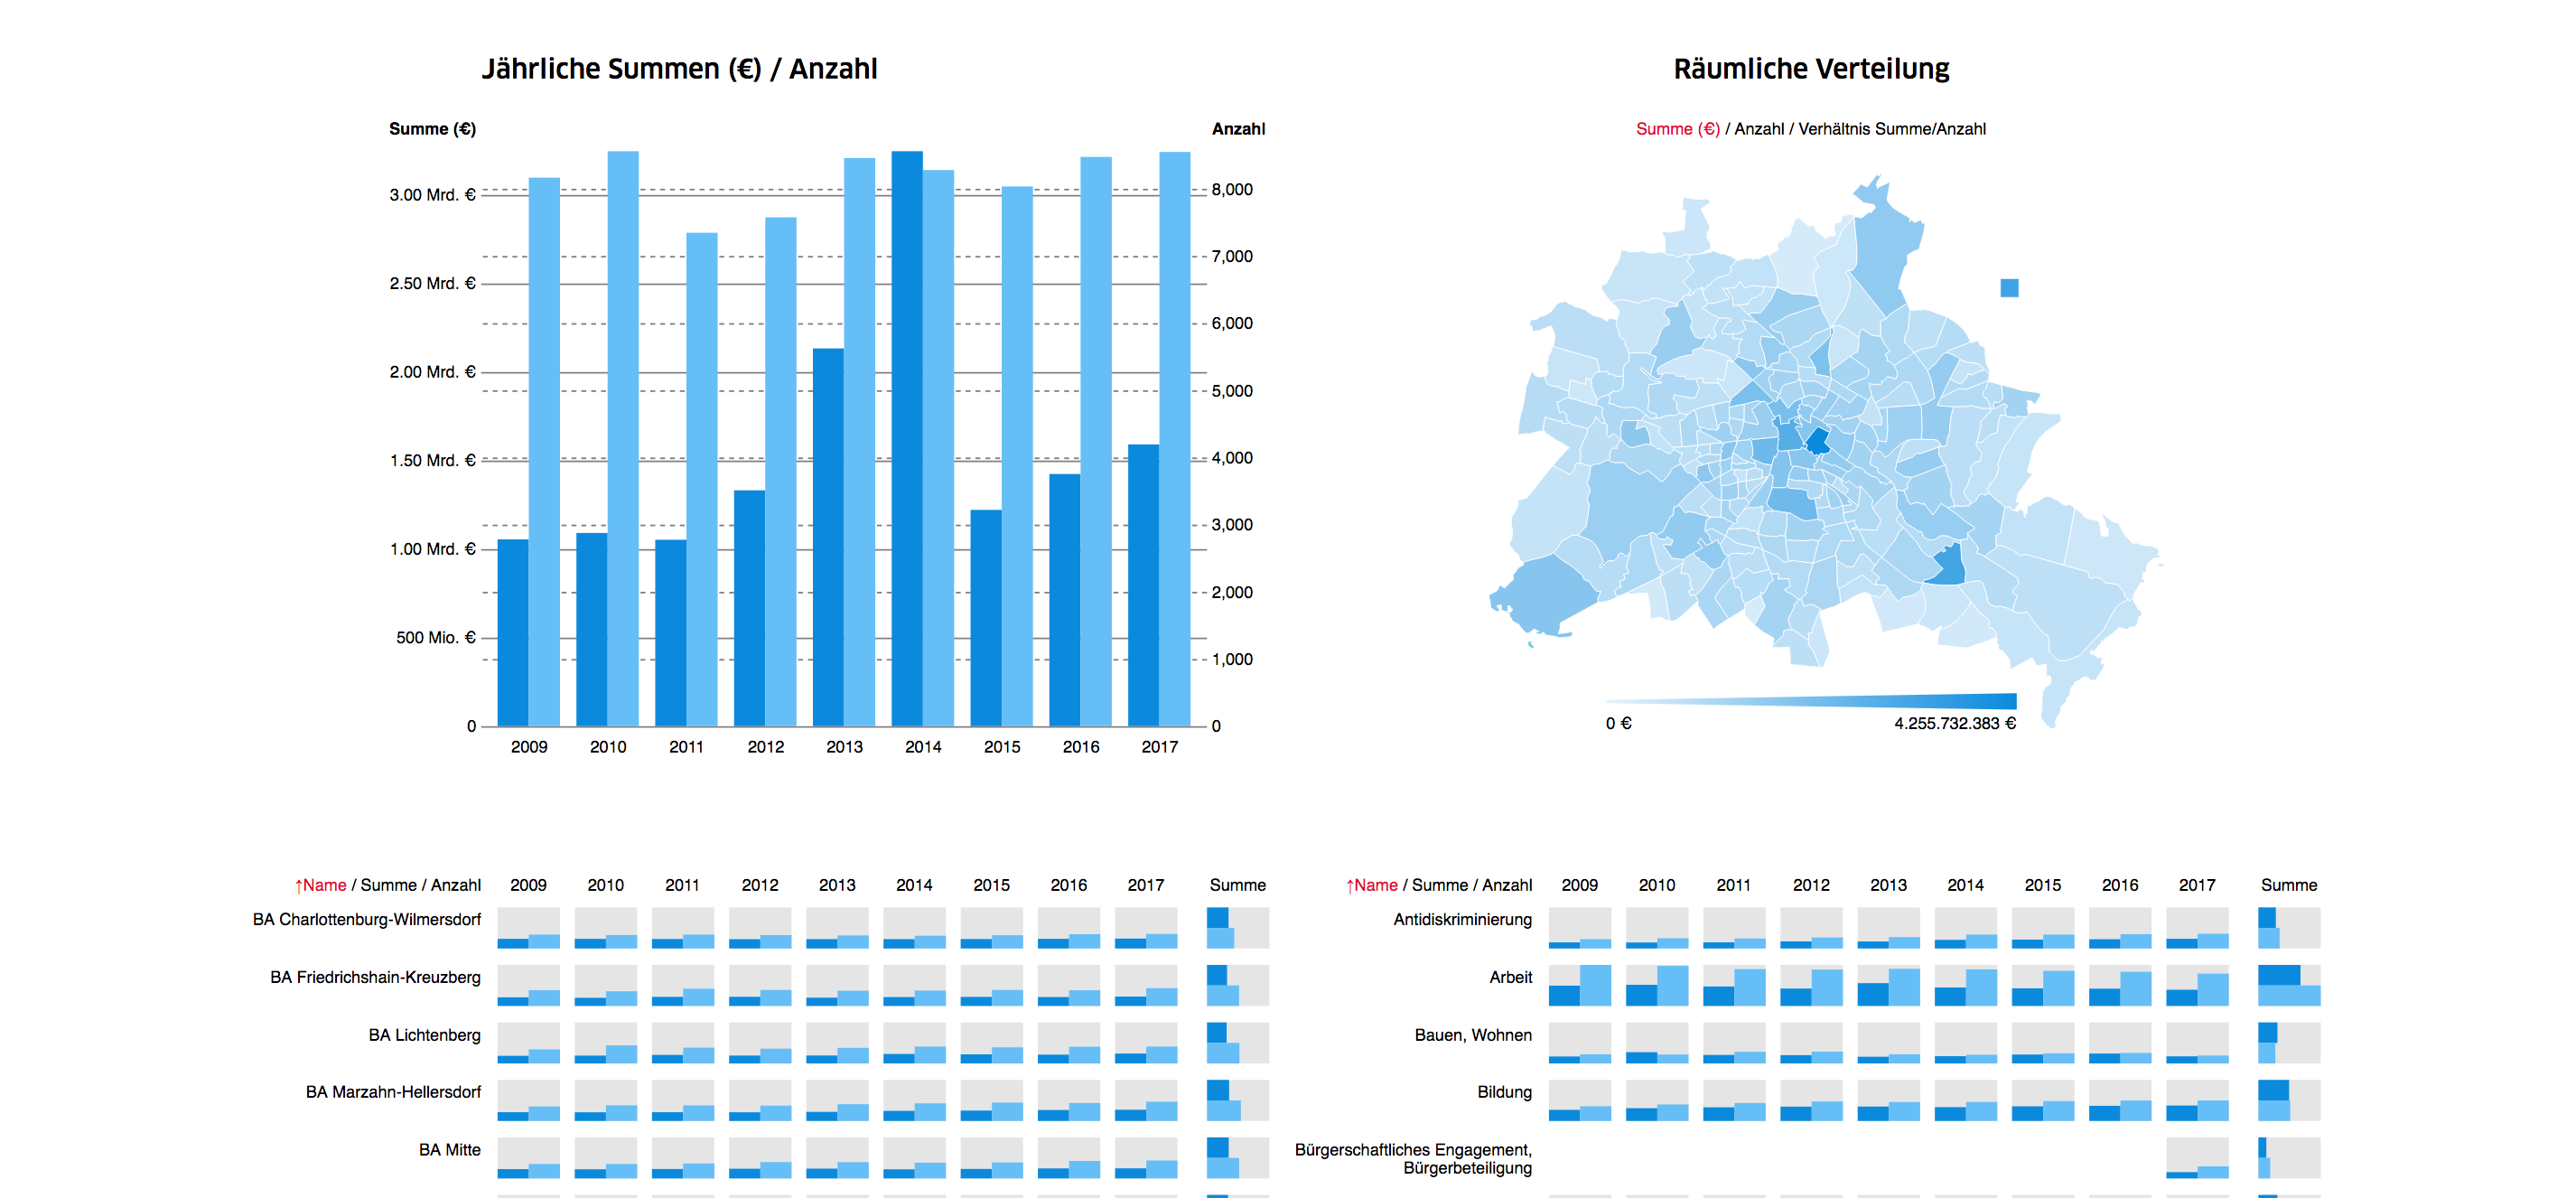 Jährliche Summen (€) / Anzahl
Summe (€)
Anzahl
3.00 Mrd. €
2.50 Mrd. €
2.00 Mrd. €
1.50 Mrd. €
1.00 Mrd. €
500 Mio. €
0
8,000
7,000
6,000
5,000
4,000
3,000
2,000
1,000
0
2009 2010 2011 2012 2013 2014 2015 2016 2017
Räumliche Verteilung
Summe (€) / Anzahl / Verhältnis Summe/Anzahl
0 €
4.255.732.383 €
↑Name / Summe / Anzahl 2009 2010 2011 2012 2013 2014 2015 2016 2017 Summe
BA Charlottenburg-Wilmersdorf
BA Friedrichshain-Kreuzberg
BA Lichtenberg
BA Marzahn-Hellersdorf
BA Mitte
↑Name / Summe / Anzahl 2009 2010 2011 2012 2013 2014 2015 2016 2017 Summe
Antidiskriminierung
Arbeit
Bauen, Wohnen
Bildung
Bürgerschaftliches Engagement,
Bürgerbeteiligung